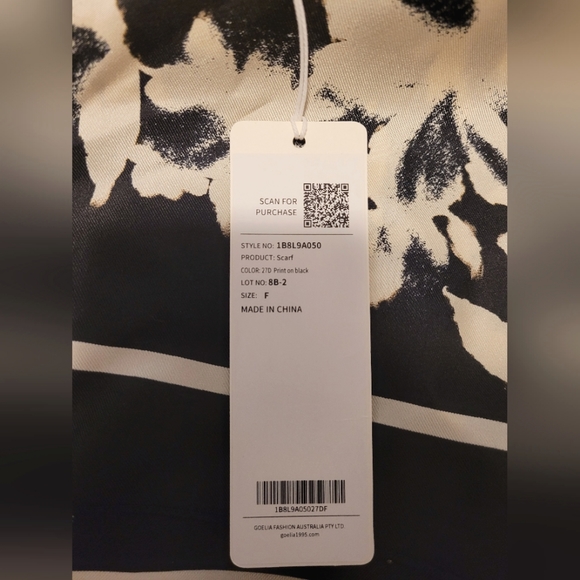 SCAN FOR
PURCHASE
STYLE NO: 1B8L9A050
PRODUCT: Scarf
COLOR: 27D Print on black
LOT NO: 8B-2
SIZE: F
MADE IN CHINA
1B8L9A05027DF
GOELIA FASHION AUSTRALIA PTY LTD
goelia1995.com